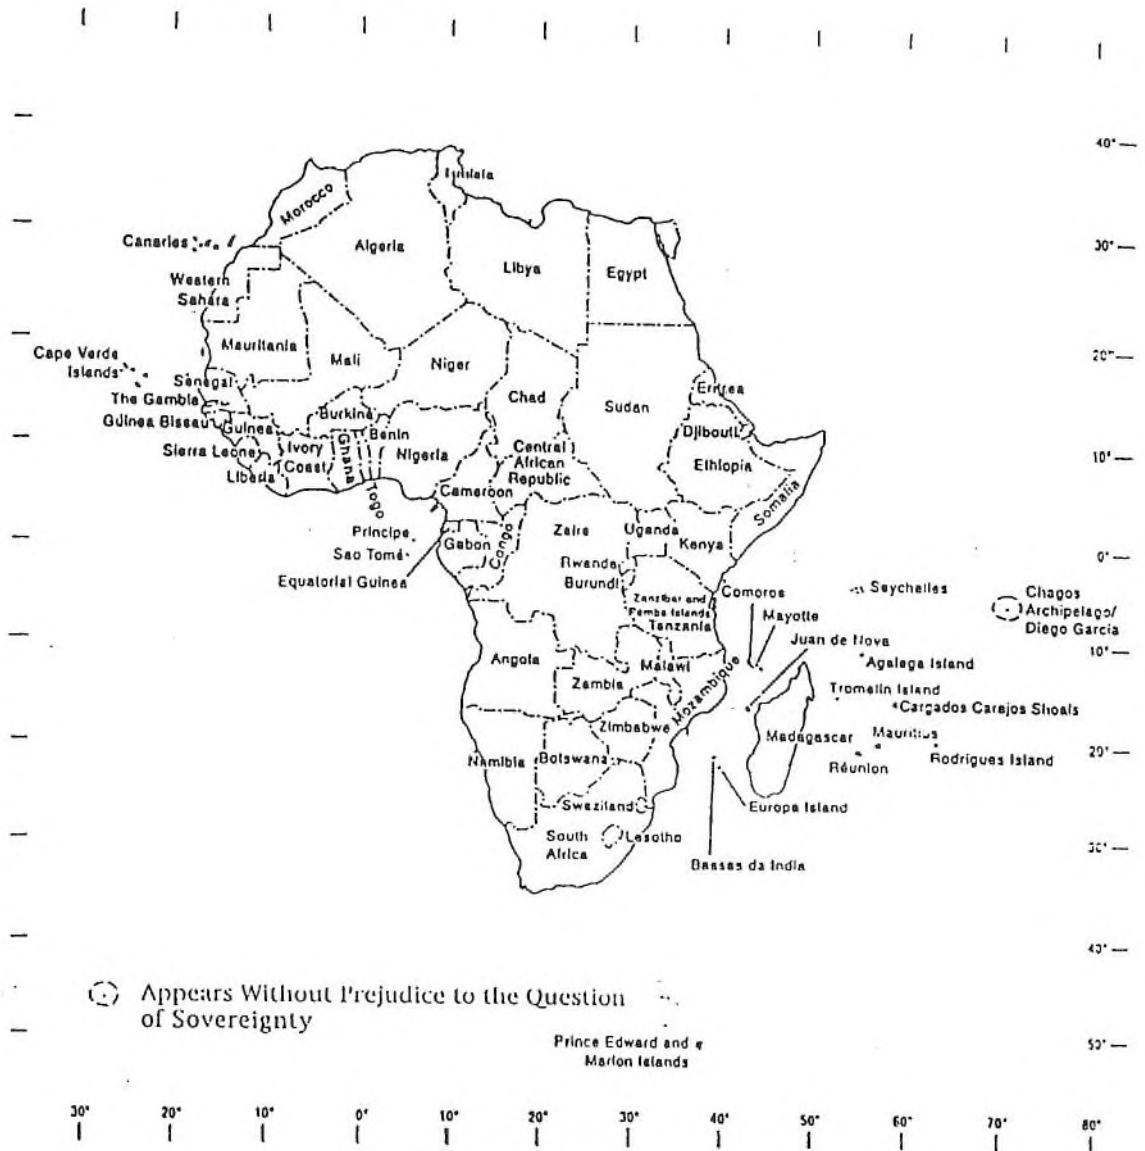 40°
Tunisia
Morocco
Canaries
Algeria
Libya
Egypt
30°
Western
Sahara
Mauritania
Mali
Niger
Chad
Sudan
Eritrea
20°
Cape Verde
Islands
Senegal
The Gambia
Guinea Bissau
Guinea
Burkina
Benin
Nigeria
Djibouti
Ethiopia
Somalia
10°
Sierra Leone
Liberia
Ivory
Coast
Ghana
Togo
Central
African
Republic
Cameroon
Principe
Sao Tomé
Equatorial Guinea
Gabon
Congo
Zaire
Uganda
Kenya
0°
Rwanda
Burundi
Zanzibar and
Pemba Islands
Tanzania
Comoros
Mayotte
Juan de Nova
Seychelles
Chagos
Archipelago/
Diego Garcia
10°
Agalega Island
Angola
Zambia
Malawi
Mozambique
Tromelin Island
Cargados Carajos Shoals
Zimbabwe
Madagascar
Mauritius
Rodrigues Island
20°
Réunion
Namibia
Botswana
Europa Island
Swaziland
South
Africa
Lesotho
Bassas da India
30°
40°
Appears Without Prejudice to the Question
of Sovereignty
Prince Edward and
Marion Islands
50°
30° 20° 10° 0° 10° 20° 30° 40° 50° 60° 70° 80°